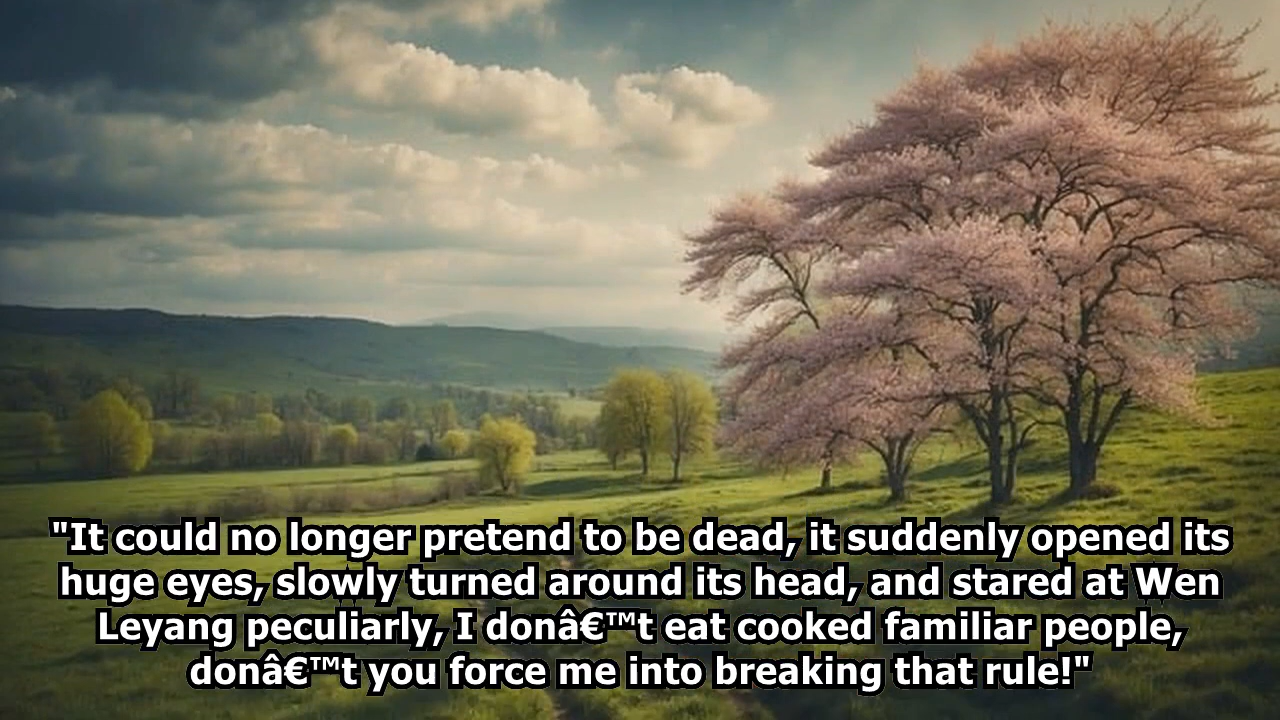 "It could no longer pretend to be dead, it suddenly opened its
huge eyes, slowly turned around its head, and stared at Wen
Leyang peculiarly, I donâ€™t eat cooked familiar people,
donâ€™t you force me into breaking that rule!"